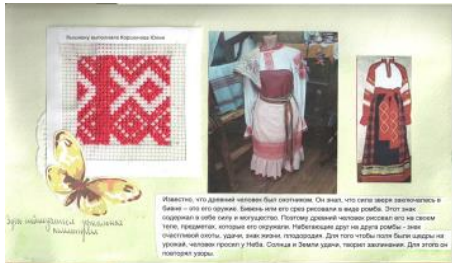 Вышивку выполнила Карсакова Юлия
Известно, что древний человек был охотником. Он знал, что сила зверя заключалась в
бивне – это его оружие. Бивень или его срез рисовали в виде ромба. Этот знак
содержал в себе силу и могущество. Поэтому древний человек рисовал его на своем
теле, предметах, которые его окружали. Набегающие друг на друга ромбы - знак
счастливой охоты, удачи, знак жизни, плодородия. Для того чтобы поля были щедры на
урожай, человек просил у Неба, Солнца и Земли удачи, творил заклинания. Для этого он
повторял узоры.